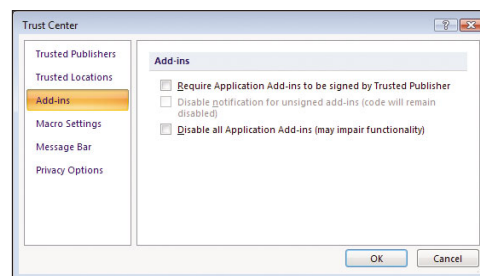 Trust Center
Trusted Publishers
Trusted Locations
Add-ins
Macro Settings
Message Bar
Privacy Options
Add-ins
Require Application Add-ins to be signed by Trusted Publisher
Disable notification for unsigned add-ins (code will remain
disabled)
Disable all Application Add-ins (may impair functionality)
OK
Cancel